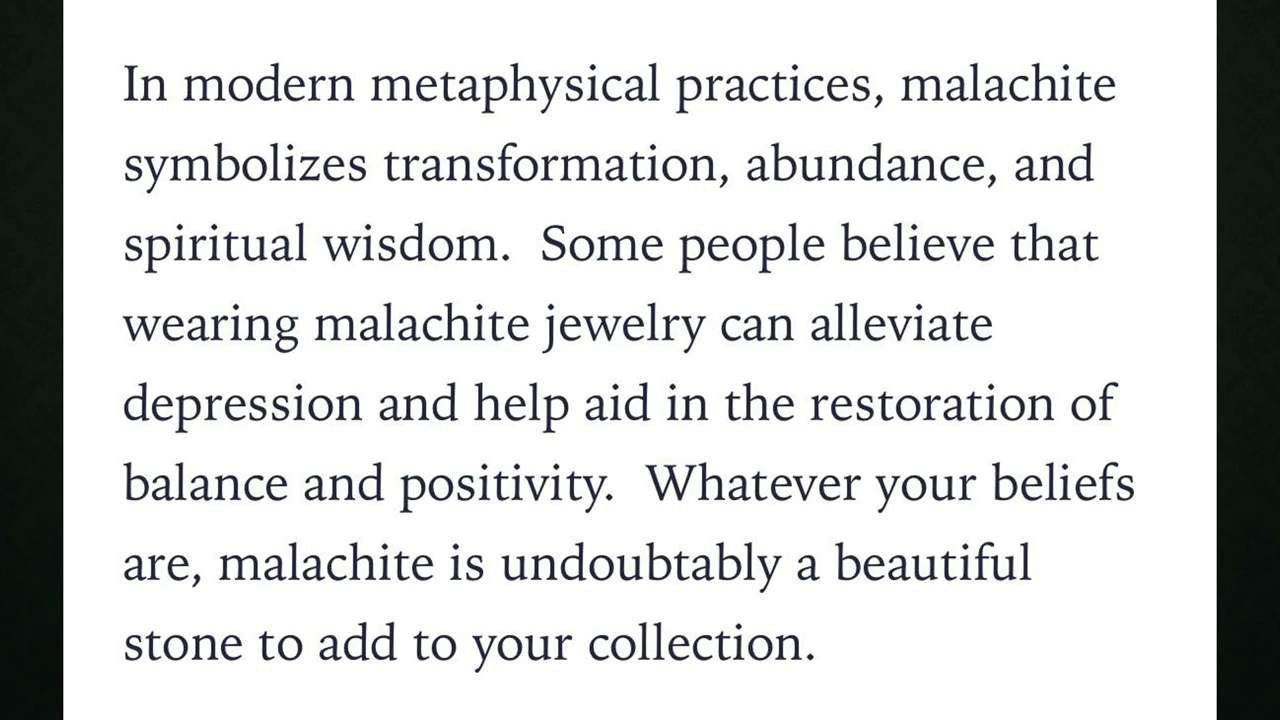 In modern metaphysical practices, malachite
symbolizes transformation, abundance, and
spiritual wisdom.  Some people believe that
wearing malachite jewelry can alleviate
depression and help aid in the restoration of
balance and positivity.  Whatever your beliefs
are, malachite is undoubtably a beautiful
stone to add to your collection.